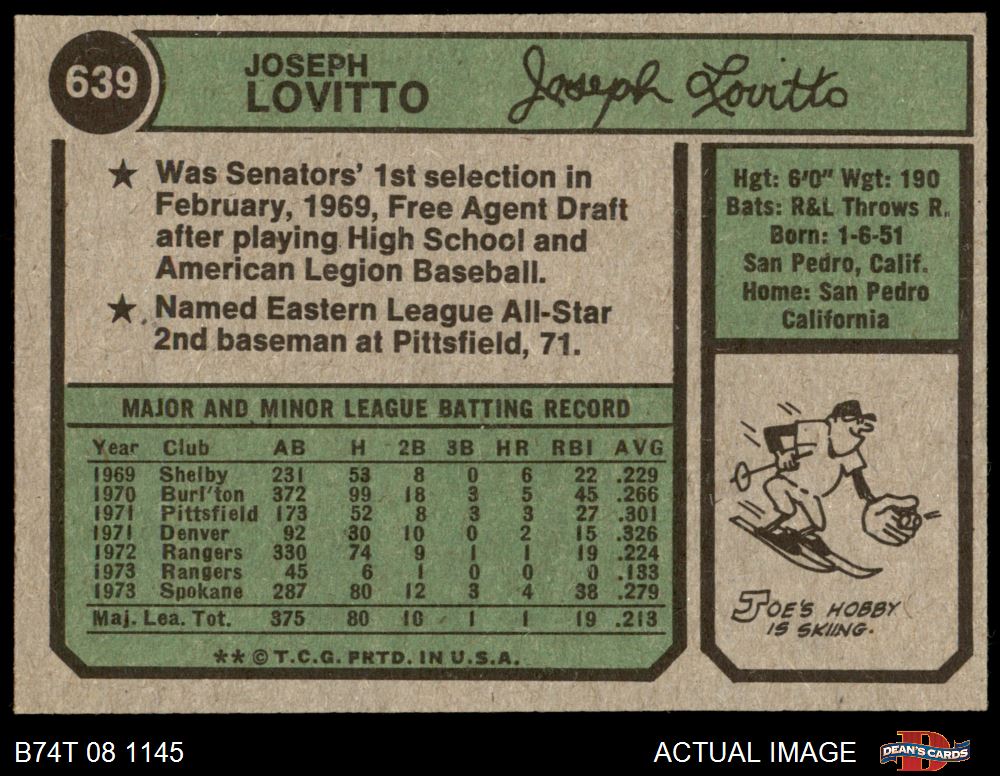 639
JOSEPH
LOVITTO
Joseph Lovitto
★ Was Senators' 1st selection in
February, 1969, Free Agent Draft
after playing High School and
American Legion Baseball.
★ Named Eastern League All-Star
2nd baseman at Pittsfield, 71.
Hgt: 6'0" Wgt: 190
Bats: R&L Throws R.
Born: 1-6-51
San Pedro, Calif.
Home: San Pedro
California
MAJOR AND MINOR LEAGUE BATTING RECORD
Year Club AB H 2B 3B HR RBI AVG
1969 Shelby 231 53 8 0 6 22 .229
1970 Burl'ton 372 99 18 3 5 45 .266
1971 Pittsfield 173 52 8 3 3 27 .301
1971 Denver 92 30 10 0 2 15 .326
1972 Rangers 330 74 9 1 1 19 .224
1973 Rangers 45 6 1 0 0 0 .133
1973 Spokane 287 80 12 3 4 38 .279
Maj. Lea. Tot. 375 80 10 1 1 19 .213
**©T.C.G. PRTD. IN U.S.A.
JOE'S HOBBY
IS SKIING.
B74T 08 1145
ACTUAL IMAGE
DEAN'S CARDS